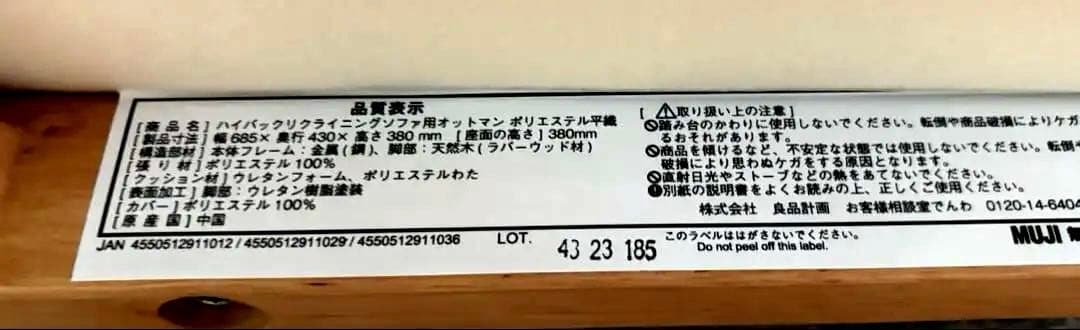 品質表示
[商品名] ハイバックリクライニングソファ用オットマン ポリエステル平織
[製品寸法] 幅 685× 奥行 430× 高さ 380 mm [座面の高さ] 380mm
[構造部材] 本体フレーム:金属(鋼)、脚部:天然木(ラバーウッド材)
[張り材] ポリエステル 100%
[クッション材] ウレタンフォーム、ポリエステルわた
[表面加工] 脚部:ウレタン樹脂塗装
[カバー] ポリエステル 100%
[原産国] 中国
[⚠取り扱い上の注意]
踏み台のかわりに使用しないでください。転倒や商品破損によりケガ
るおそれがあります。
商品を傾けるなど、不安定な状態では使用しないでください。転倒
破損により思わぬケガをする原因となります。
直射日光やストーブなどの熱をあてないでください。
別紙の説明書をよくお読みの上、正しくご使用ください。
株式会社 良品計画 お客様相談室でんわ 0120-14-6404
JAN 4550512911012 / 4550512911029 / 4550512911036
LOT. 43 23 185
このラベルははがさないでください。
Do not peel off this label.
MUJI 無